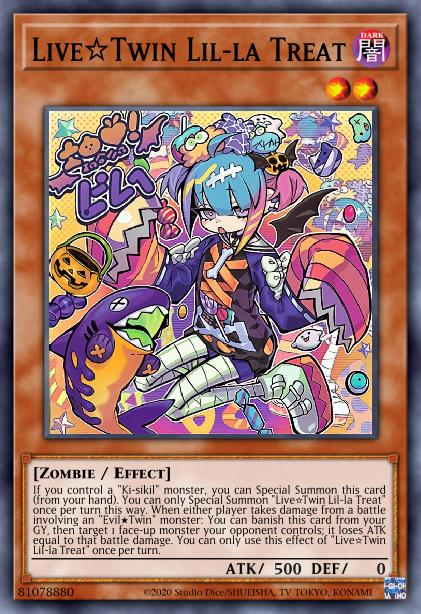 Live☆Twin Lil-la Treat
DARK
闇
[Zombie / Effect]
If you control a "Ki-sikil" monster, you can Special Summon this card
(from your hand). You can only Special Summon "Live☆Twin Lil-la Treat"
once per turn this way. When either player takes damage from a battle
involving an "Evil★Twin" monster: You can banish this card from your
GY, then target 1 face-up monster your opponent controls; it loses ATK
equal to that battle damage. You can only use this effect of "Live☆Twin
Lil-la Treat" once per turn.
ATK/ 500 DEF/ 0
81078880
©2020 Studio Dice/SHUEISHA, TV TOKYO, KONAMI